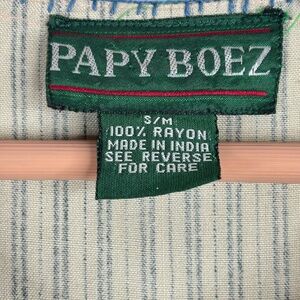 PAPY BOEZ
S/M
100% RAYON
MADE IN INDIA
SEE REVERSE
FOR CARE